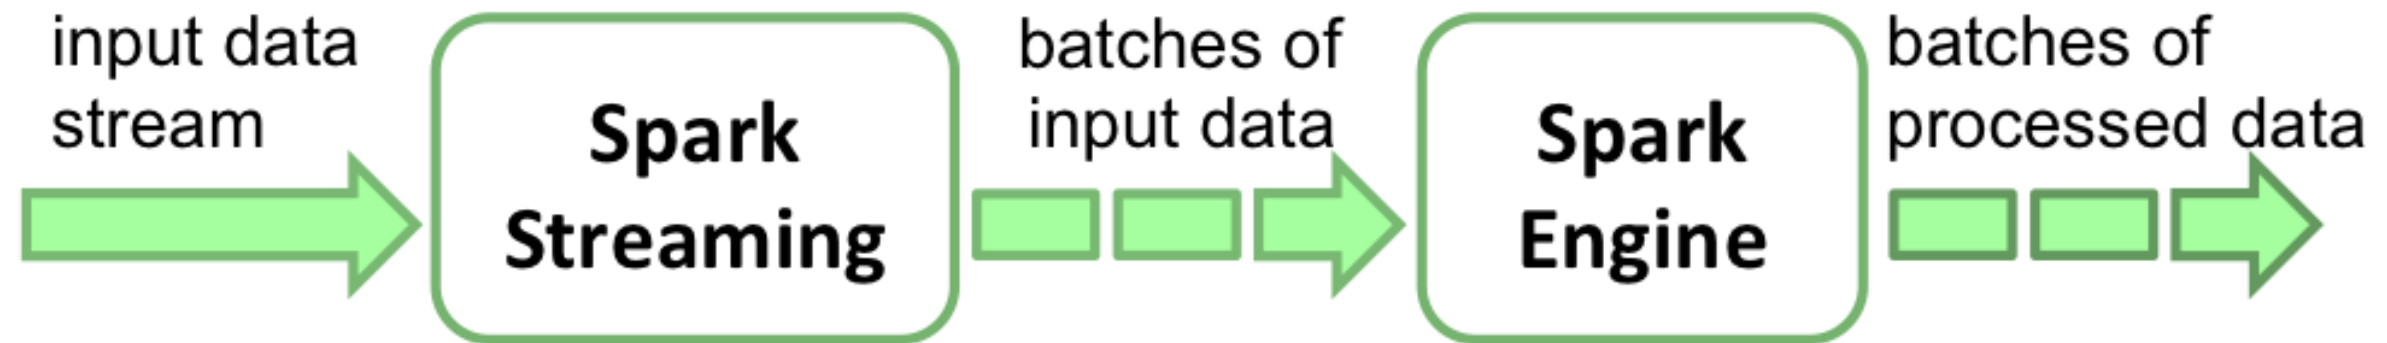 input data
stream
Spark
Streaming
batches of
input data
Spark
Engine
batches of
processed data